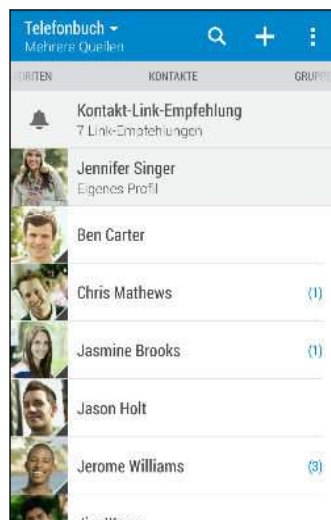 Telefonbuch
Mehrere Quellen
KONTAKTE
Kontakt-Link-Empfehlung
7 Link-Empfehlungen
Jennifer Singer
Eigenes Profil
Ben Carter
Chris Mathews (1)
Jasmine Brooks (1)
Jason Holt
Jerome Williams (3)